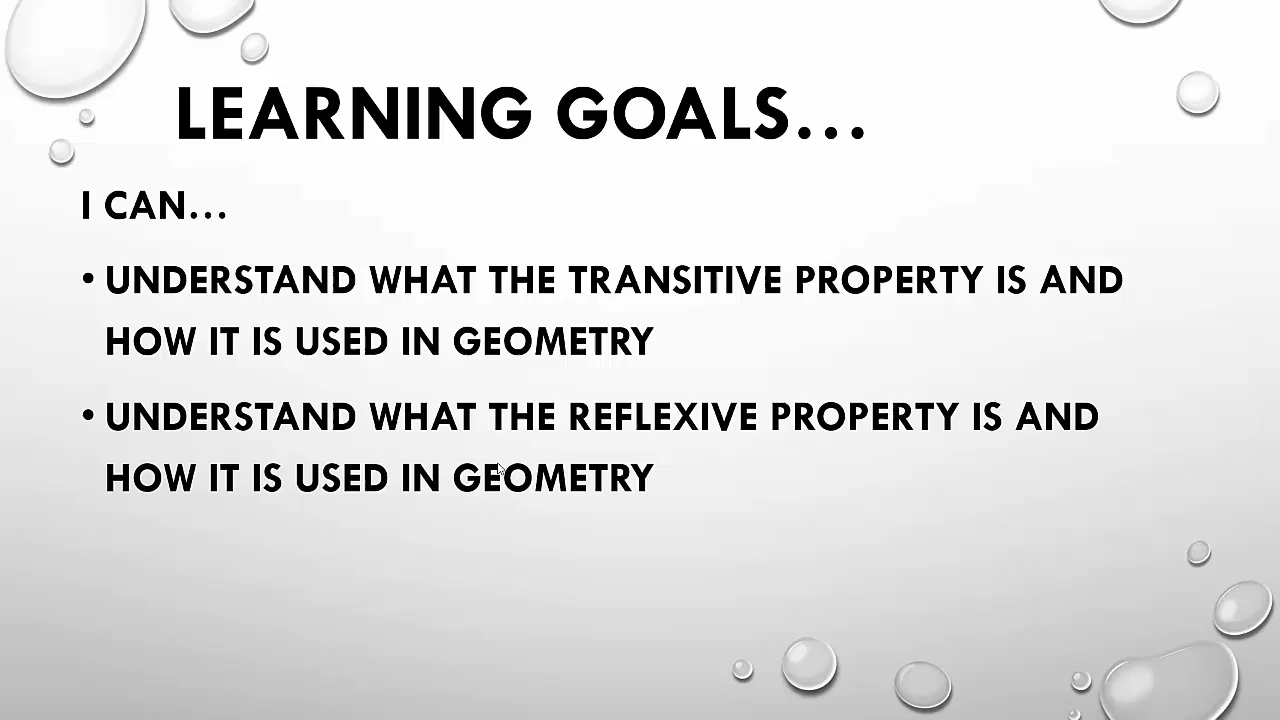 LEARNING GOALS…
I CAN…
• UNDERSTAND WHAT THE TRANSITIVE PROPERTY IS AND
HOW IT IS USED IN GEOMETRY
• UNDERSTAND WHAT THE REFLEXIVE PROPERTY IS AND
HOW IT IS USED IN GEOMETRY